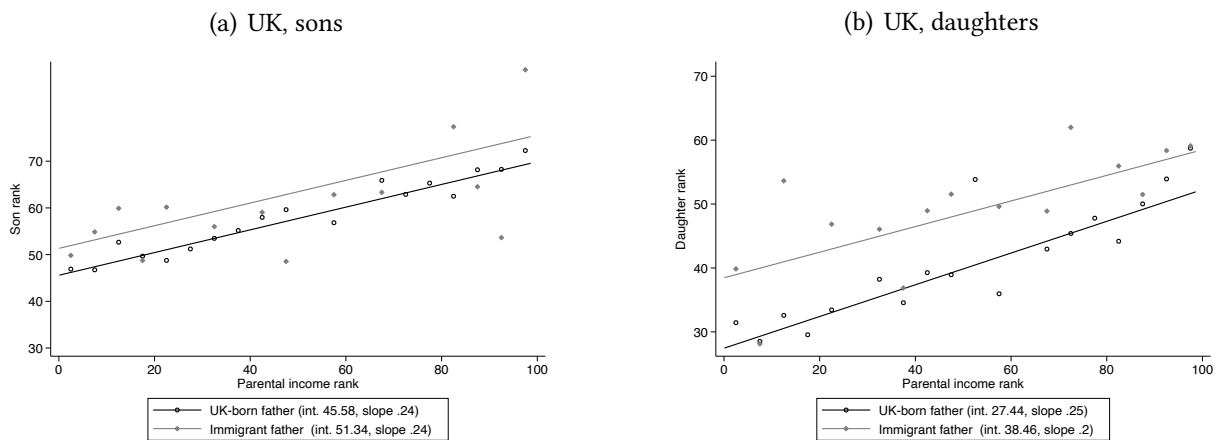 (a) UK, sons
Son rank
70
60
50
40
30
0 20 40 60 80 100
Parental income rank
UK-born father (int. 45.58, slope .24)
Immigrant father (int. 51.34, slope .24)
(b) UK, daughters
Daughter rank
70
60
50
40
30
0 20 40 60 80 100
Parental income rank
UK-born father (int. 27.44, slope .25)
Immigrant father (int. 38.46, slope .2)